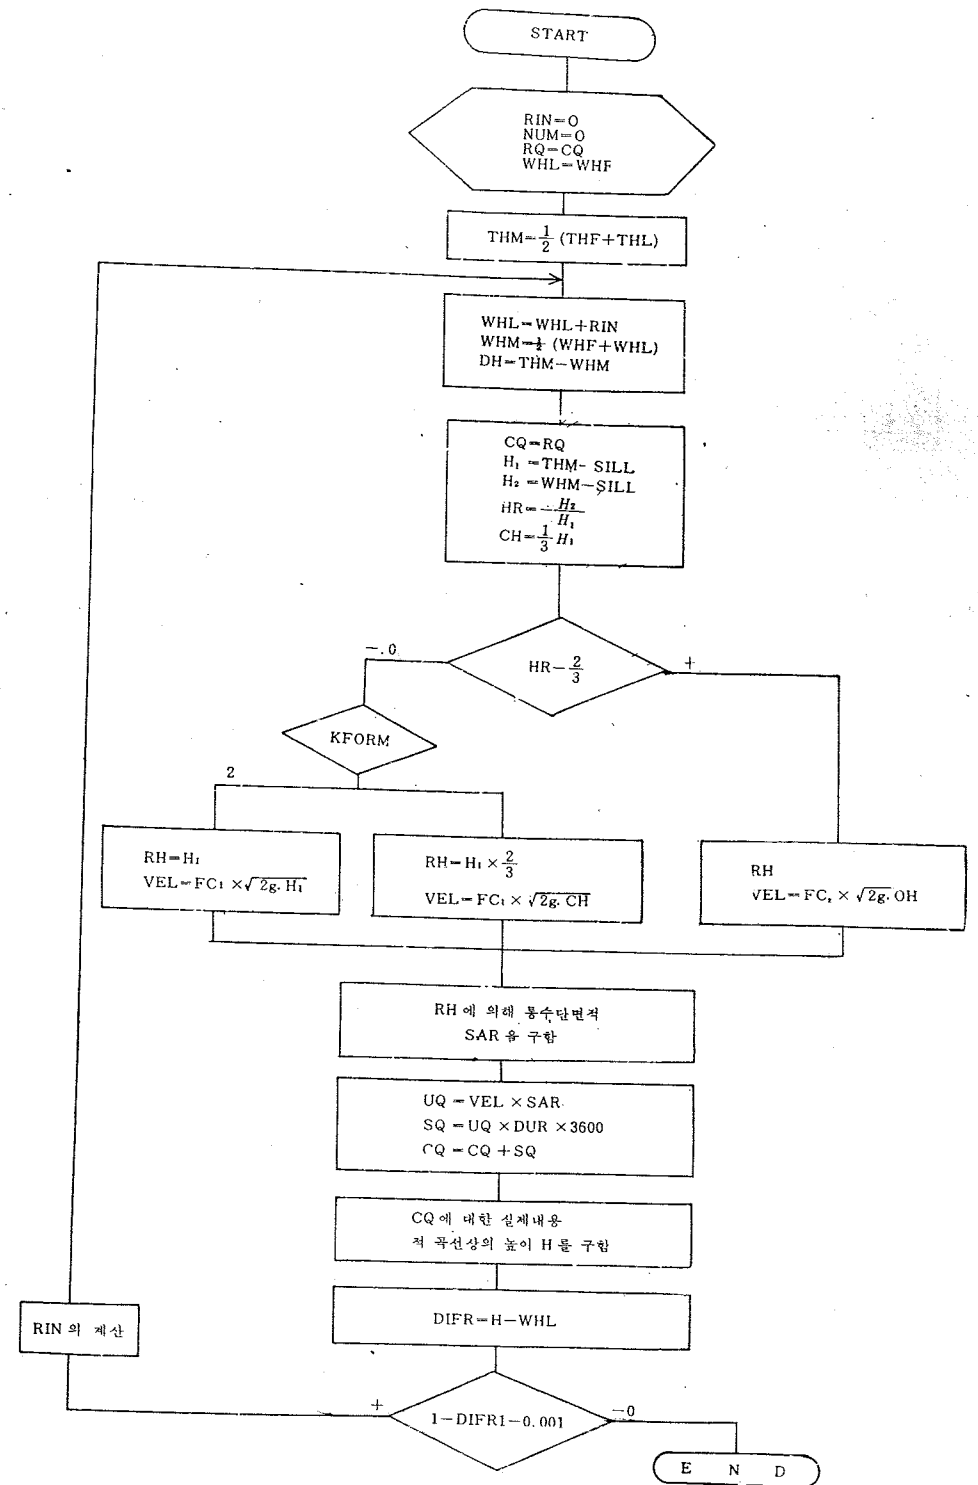 START
RIN=O
NUM=O
RQ=CQ
WHL=WHF
THM=1/2 (THF+THL)
WHL=WHL+RIN
WHM=½ (WHF+WHL)
DH=THM-WHM
CQ=RQ
H₁ =THM- SILL
H₂ =WHM-SILL
HR=-H₂/H₁
CH=1/3 H₁
-.0
HR-2/3
+
KFORM
2
RH=H₁
VEL=FC₁ ×√2g. H₁
RH=H₁ × 2/3
VEL=FC₁ ×√2g. CH
RH
VEL=FC₂ × √2g. OH
RH 에 의해 통수단면적
SAR 을 구함
UQ =VEL × SAR.
SQ =UQ × DUR ×3600
CQ =CQ +SQ
CQ 에 대한 실제내용
적 곡선상의 높이 H 를 구함
DIFR=H-WHL
RIN 의 계산
+
1-DIFR1-0.001
-0
E N D